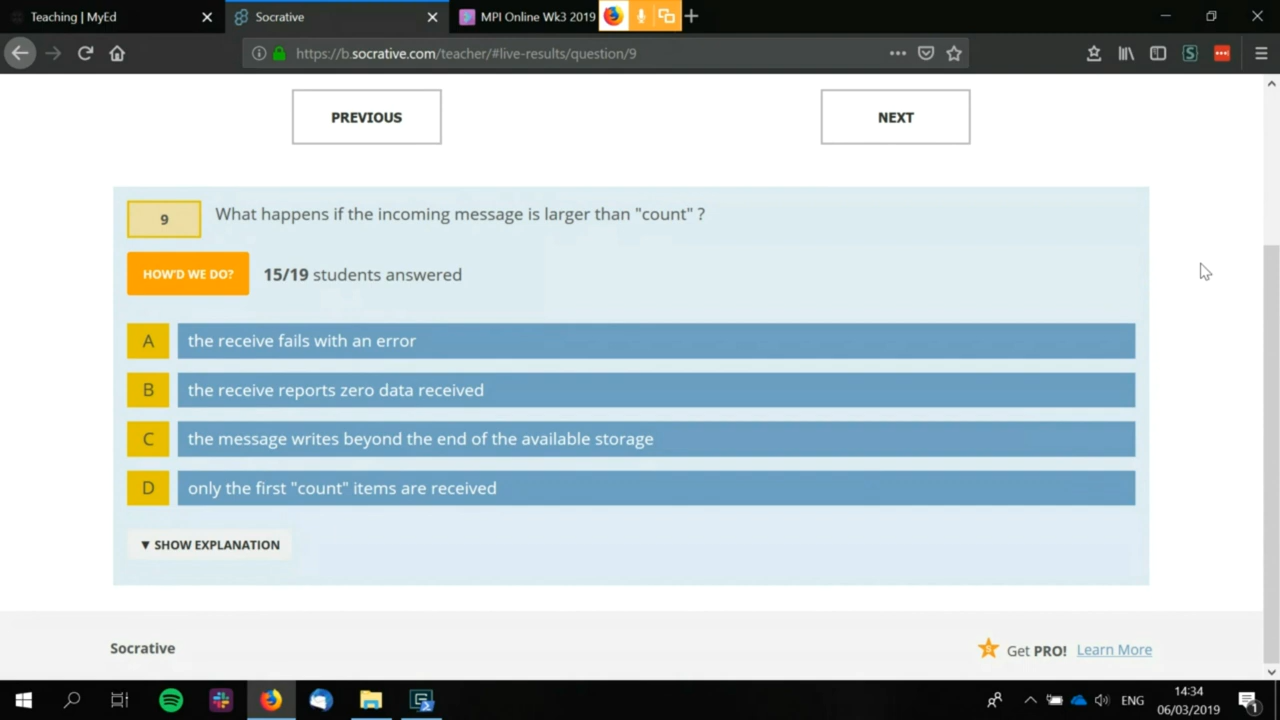 Teaching | MyEd
Socrative
MPI Online Wk3 2019
https://b.socrative.com/teacher/#live-results/question/9
PREVIOUS
NEXT
9
What happens if the incoming message is larger than "count" ?
HOW'D WE DO?
15/19 students answered
A
the receive fails with an error
B
the receive reports zero data received
C
the message writes beyond the end of the available storage
D
only the first "count" items are received
▼ SHOW EXPLANATION
Socrative
Get PRO! Learn More
ENG
14:34
06/03/2019
1